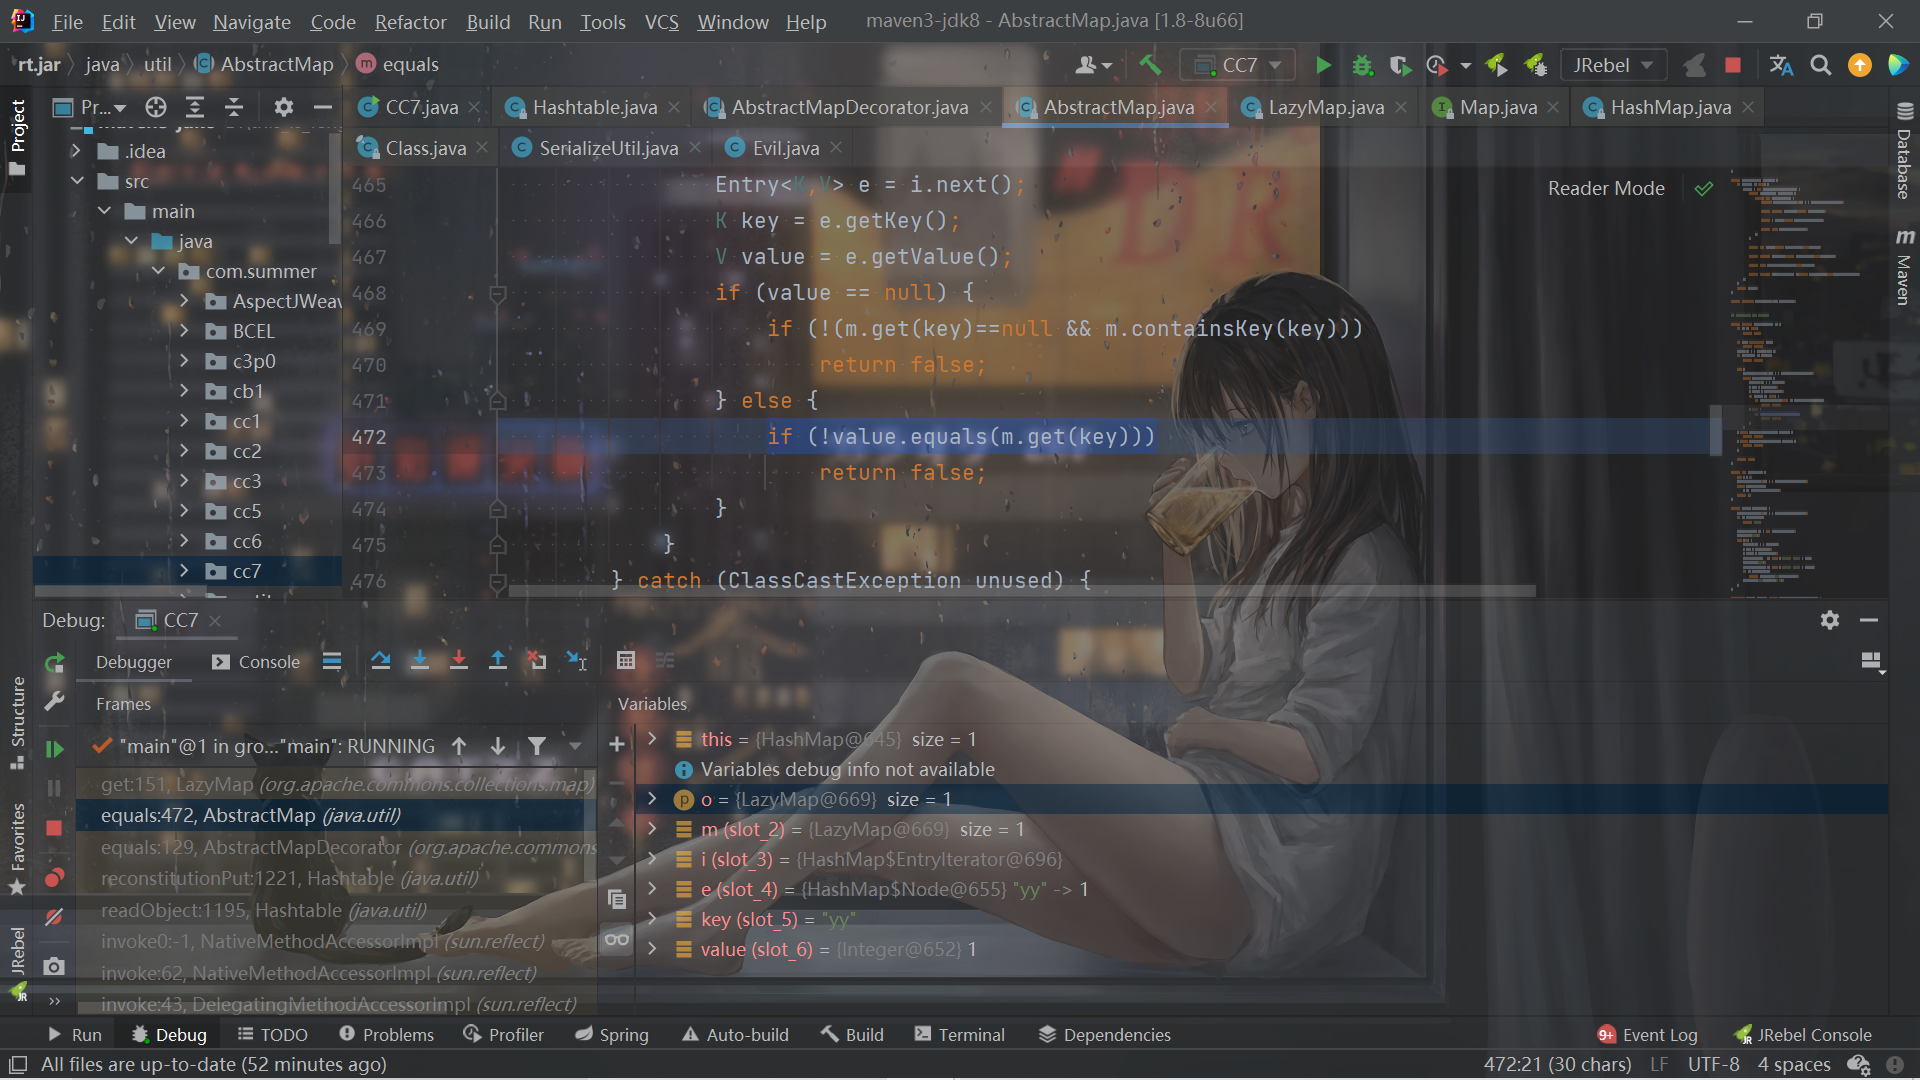 File Edit View Navigate Code Refactor Build Run Tools VCS Window Help maven3-jdk8 - AbstractMap.java [1.8-8u66]
rt.jar java util AbstractMap equals CC7 JRebel
Project Pr... CC7.java Hashtable.java AbstractMapDecorator.java AbstractMap.java LazyMap.java Map.java HashMap.java
Class.java SerializeUtil.java Evil.java
Database
Maven
Reader Mode
.idea
src
main
java
com.summer
AspectJWeav
BCEL
c3p0
cb1
cc1
cc2
cc3
cc5
cc6
cc7
465 Entry<K,V> e = i.next();
466 K key = e.getKey();
467 V value = e.getValue();
468 if (value == null) {
469 if (!(m.get(key)==null && m.containsKey(key)))
470 return false;
471 } else {
472 if (!value.equals(m.get(key)))
473 return false;
474 }
475 }
476 } catch (ClassCastException unused) {
Debug: CC7
Debugger Console
Frames
"main"@1 in gro..."main": RUNNING
get:151, LazyMap (org.apache.commons.collections.map)
equals:472, AbstractMap (java.util)
equals:129, AbstractMapDecorator (org.apache.commons
reconstitutionPut:1221, Hashtable (java.util)
readObject:1195, Hashtable (java.util)
invoke0:-1, NativeMethodAccessorImpl (sun.reflect)
invoke:62, NativeMethodAccessorImpl (sun.reflect)
invoke:43, DelegatingMethodAccessorImpl (sun.reflect)
Variables
this = {HashMap@645} size = 1
Variables debug info not available
o = {LazyMap@669} size = 1
m (slot_2) = {LazyMap@669} size = 1
i (slot_3) = {HashMap$EntryIterator@696}
e (slot_4) = {HashMap$Node@655} "yy" -> 1
key (slot_5) = "yy"
value (slot_6) = {Integer@652} 1
Structure
Favorites
JRebel
Run Debug TODO Problems Profiler Spring Auto-build Build Terminal Dependencies 9+ Event Log JRebel Console
All files are up-to-date (52 minutes ago) 472:21 (30 chars) LF UTF-8 4 spaces